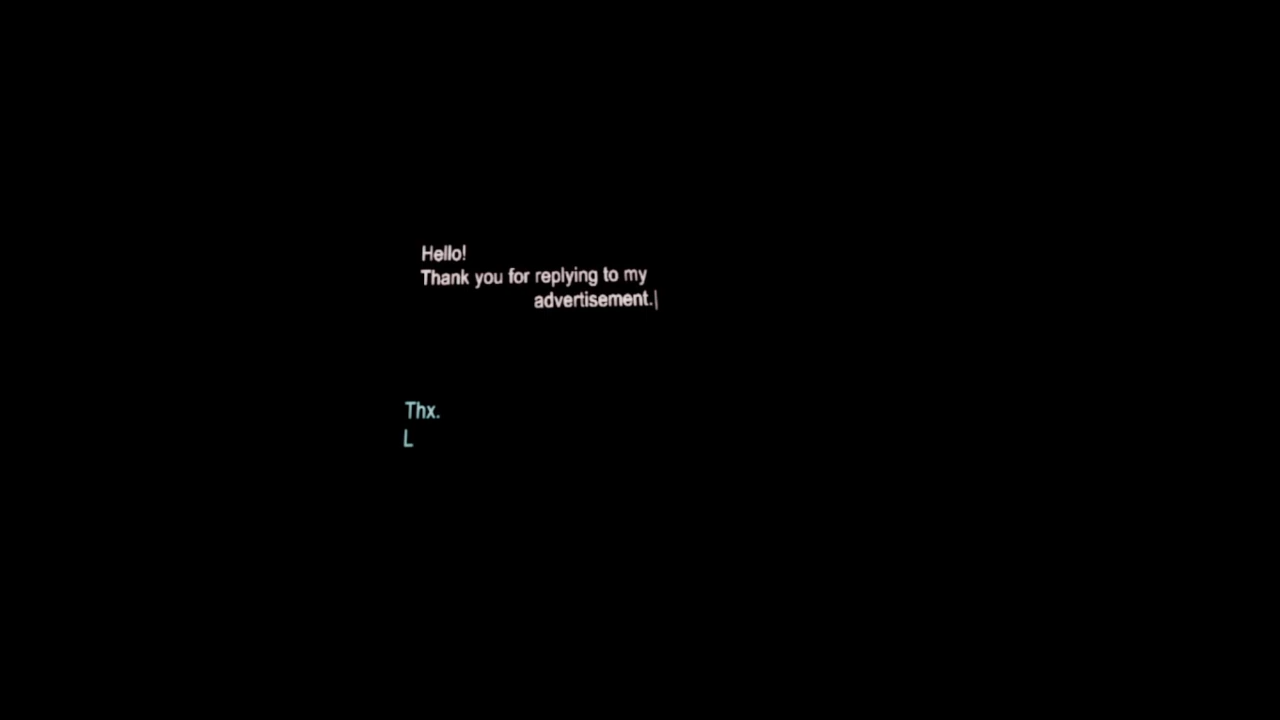 Hello!
Thank you for replying to my
advertisement.
Thx.
L